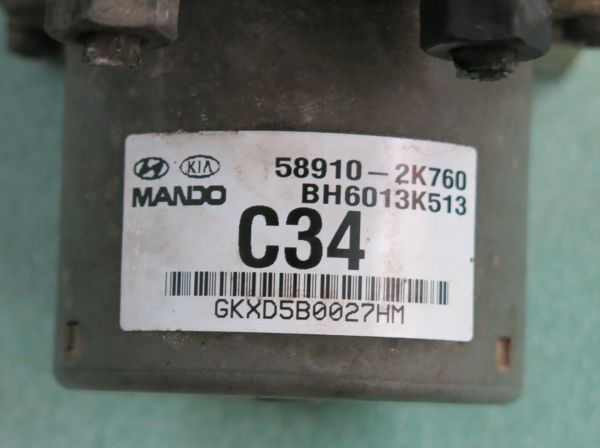 KIA 58910-2K760
MANDO BH6013K513
C34
GKXD5B0027HM